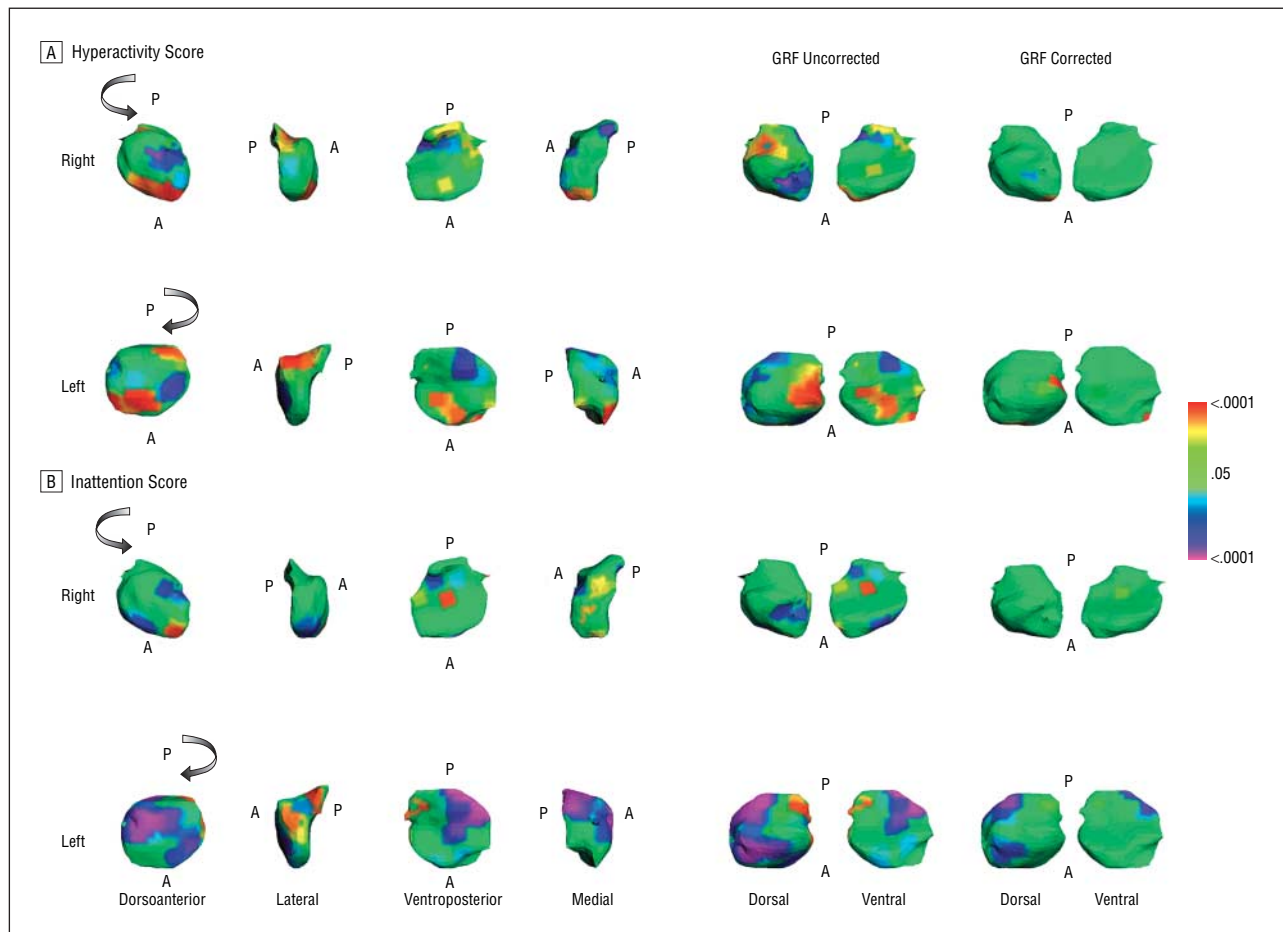 A Hyperactivity Score
GRF Uncorrected GRF Corrected
P
P
P
P A A P
Right
A A
A
A
P
P
P
P
A P P A
Left
A
A
A
A
<.0001
.05
<.0001
B Inattention Score
P
P
P
P
P A A P
Right
A
A
A
A
P
P
P
P
A P P A
Left
A
A
A
A
Dorsoanterior Lateral Ventroposterior Medial Dorsal Ventral Dorsal Ventral